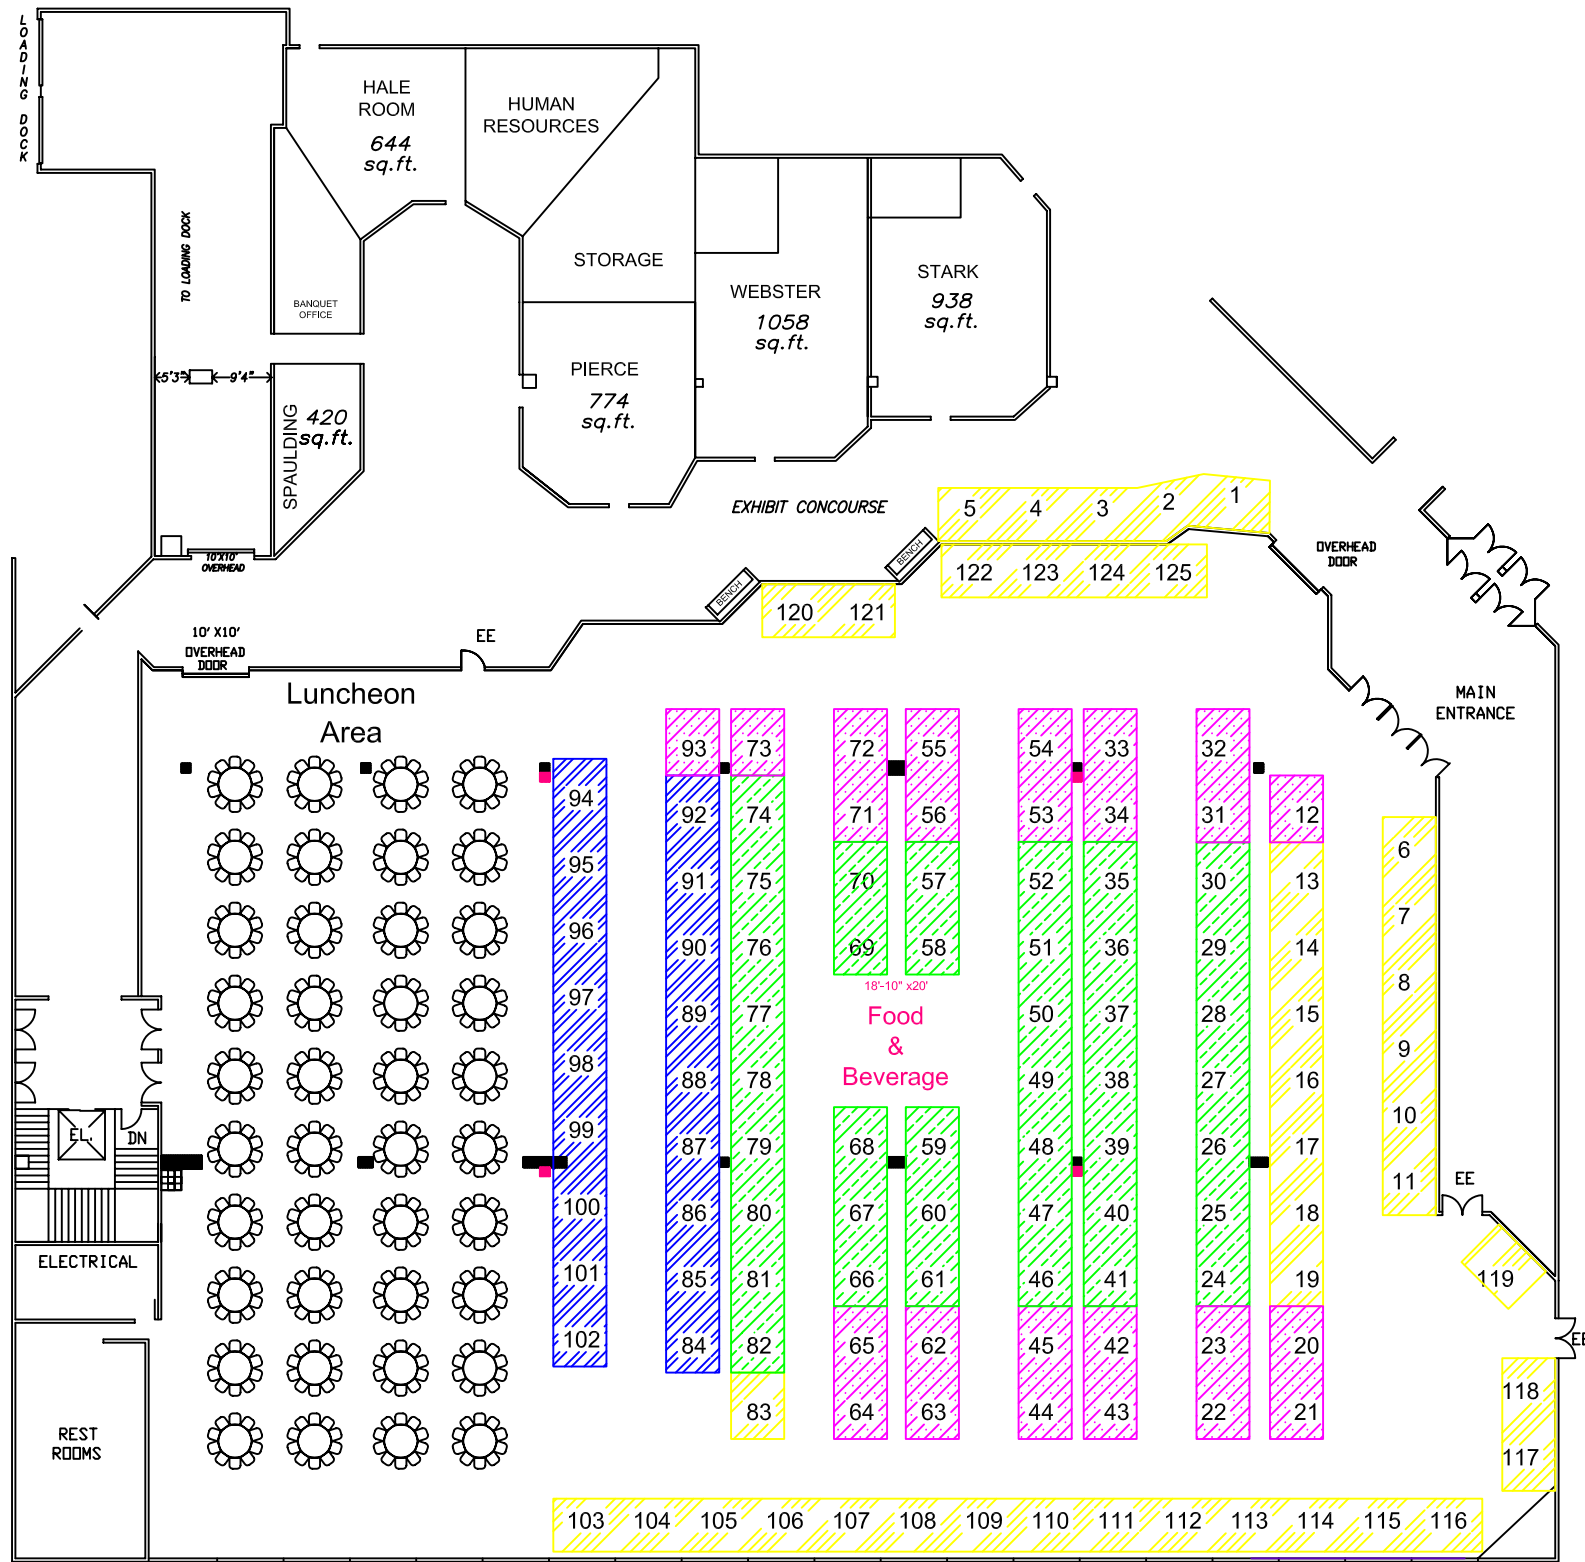 LOADING DOCK
HALE
ROOM
644
sq.ft.
HUMAN
RESOURCES
TO LOADING DOCK
STORAGE
BANQUET
OFFICE
WEBSTER
1058
sq.ft.
STARK
938
sq.ft.
5'3"
9'4"
PIERCE
774
sq.ft.
SPAULDING
420
sq.ft.
EXHIBIT CONCOURSE
5 4 3 2 1
10'X10'
OVERHEAD
BENCH
BENCH
OVERHEAD
DOOR
122 123 124 125
120 121
10' X10'
OVERHEAD
DOOR
EE
MAIN
ENTRANCE
Luncheon
Area
93 73 72 55 54 33 32
94 92 74 71 56 53 34 31 12
95 91 75 70 57 52 35 30 13 6
96 90 76 69 58 51 36 29 14 7
18'-10" x20'
97 89 77 50 37 28 15 8
Food
&
Beverage
98 88 78 49 38 27 16 9
99 87 79 68 59 48 39 26 17 10
EL. DN
100 86 80 67 60 47 40 25 18 11
EE
ELECTRICAL
101 85 81 66 61 46 41 24 19 119
102 84 82 65 62 45 42 23 20
EE
118
83 64 63 44 43 22 21
REST
ROOMS
117
103 104 105 106 107 108 109 110 111 112 113 114 115 116